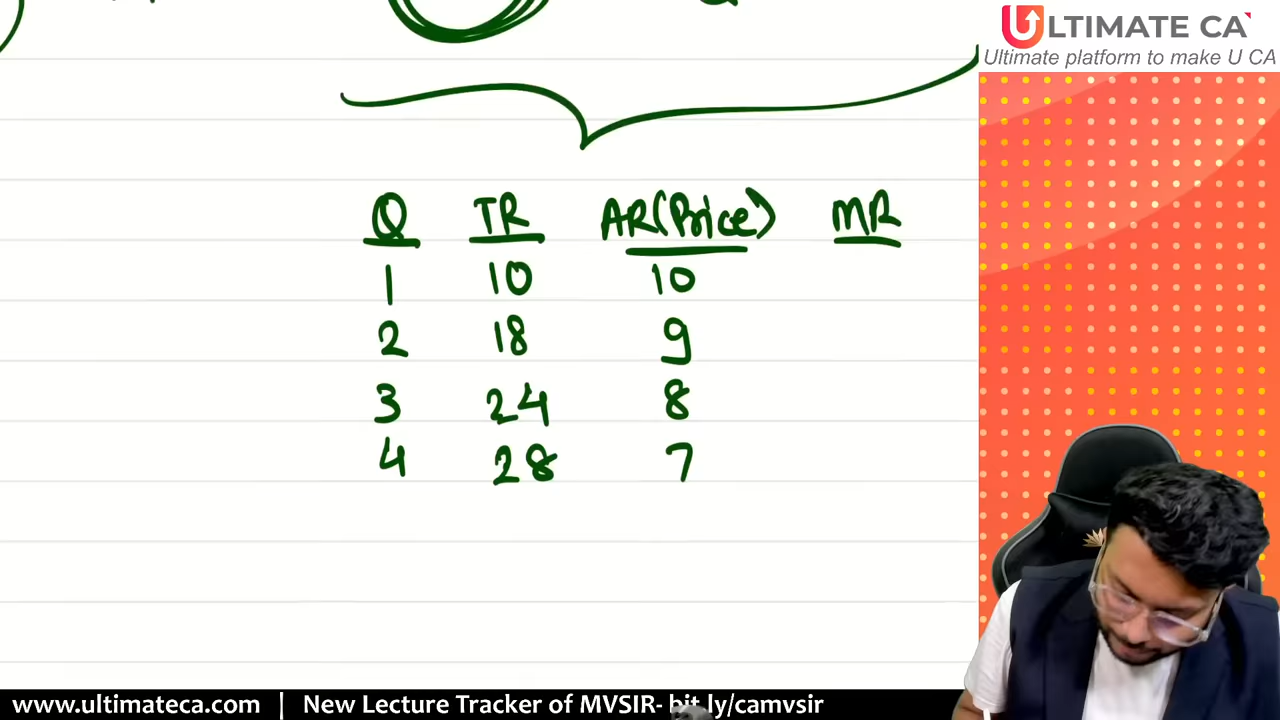 ULTIMATE CA
Ultimate platform to make U CA
Q TR AR(Price) MR
1 10 10
2 18 9
3 24 8
4 28 7
www.ultimateca.com | New Lecture Tracker of MVSIR- bit ly/camvsir